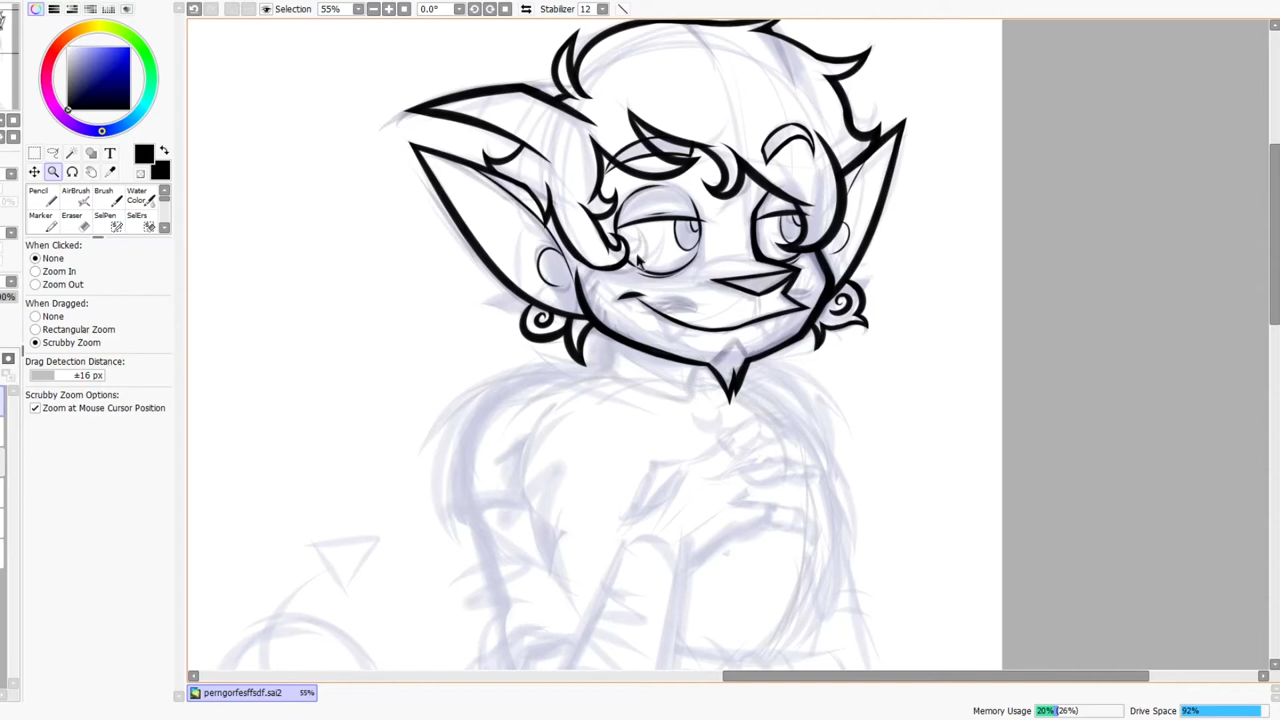 Selection 55% 0.0° Stabilizer 12
T
Pencil AirBrush Brush Water Color
Marker Eraser SelPen SelErs
When Clicked:
None
Zoom In
Zoom Out
When Dragged:
None
Rectangular Zoom
Scrubby Zoom
Drag Detection Distance:
±16 px
Scrubby Zoom Options:
Zoom at Mouse Cursor Position
perngorfesffsdf.sai2 55%
Memory Usage 20% (26%) Drive Space 92%